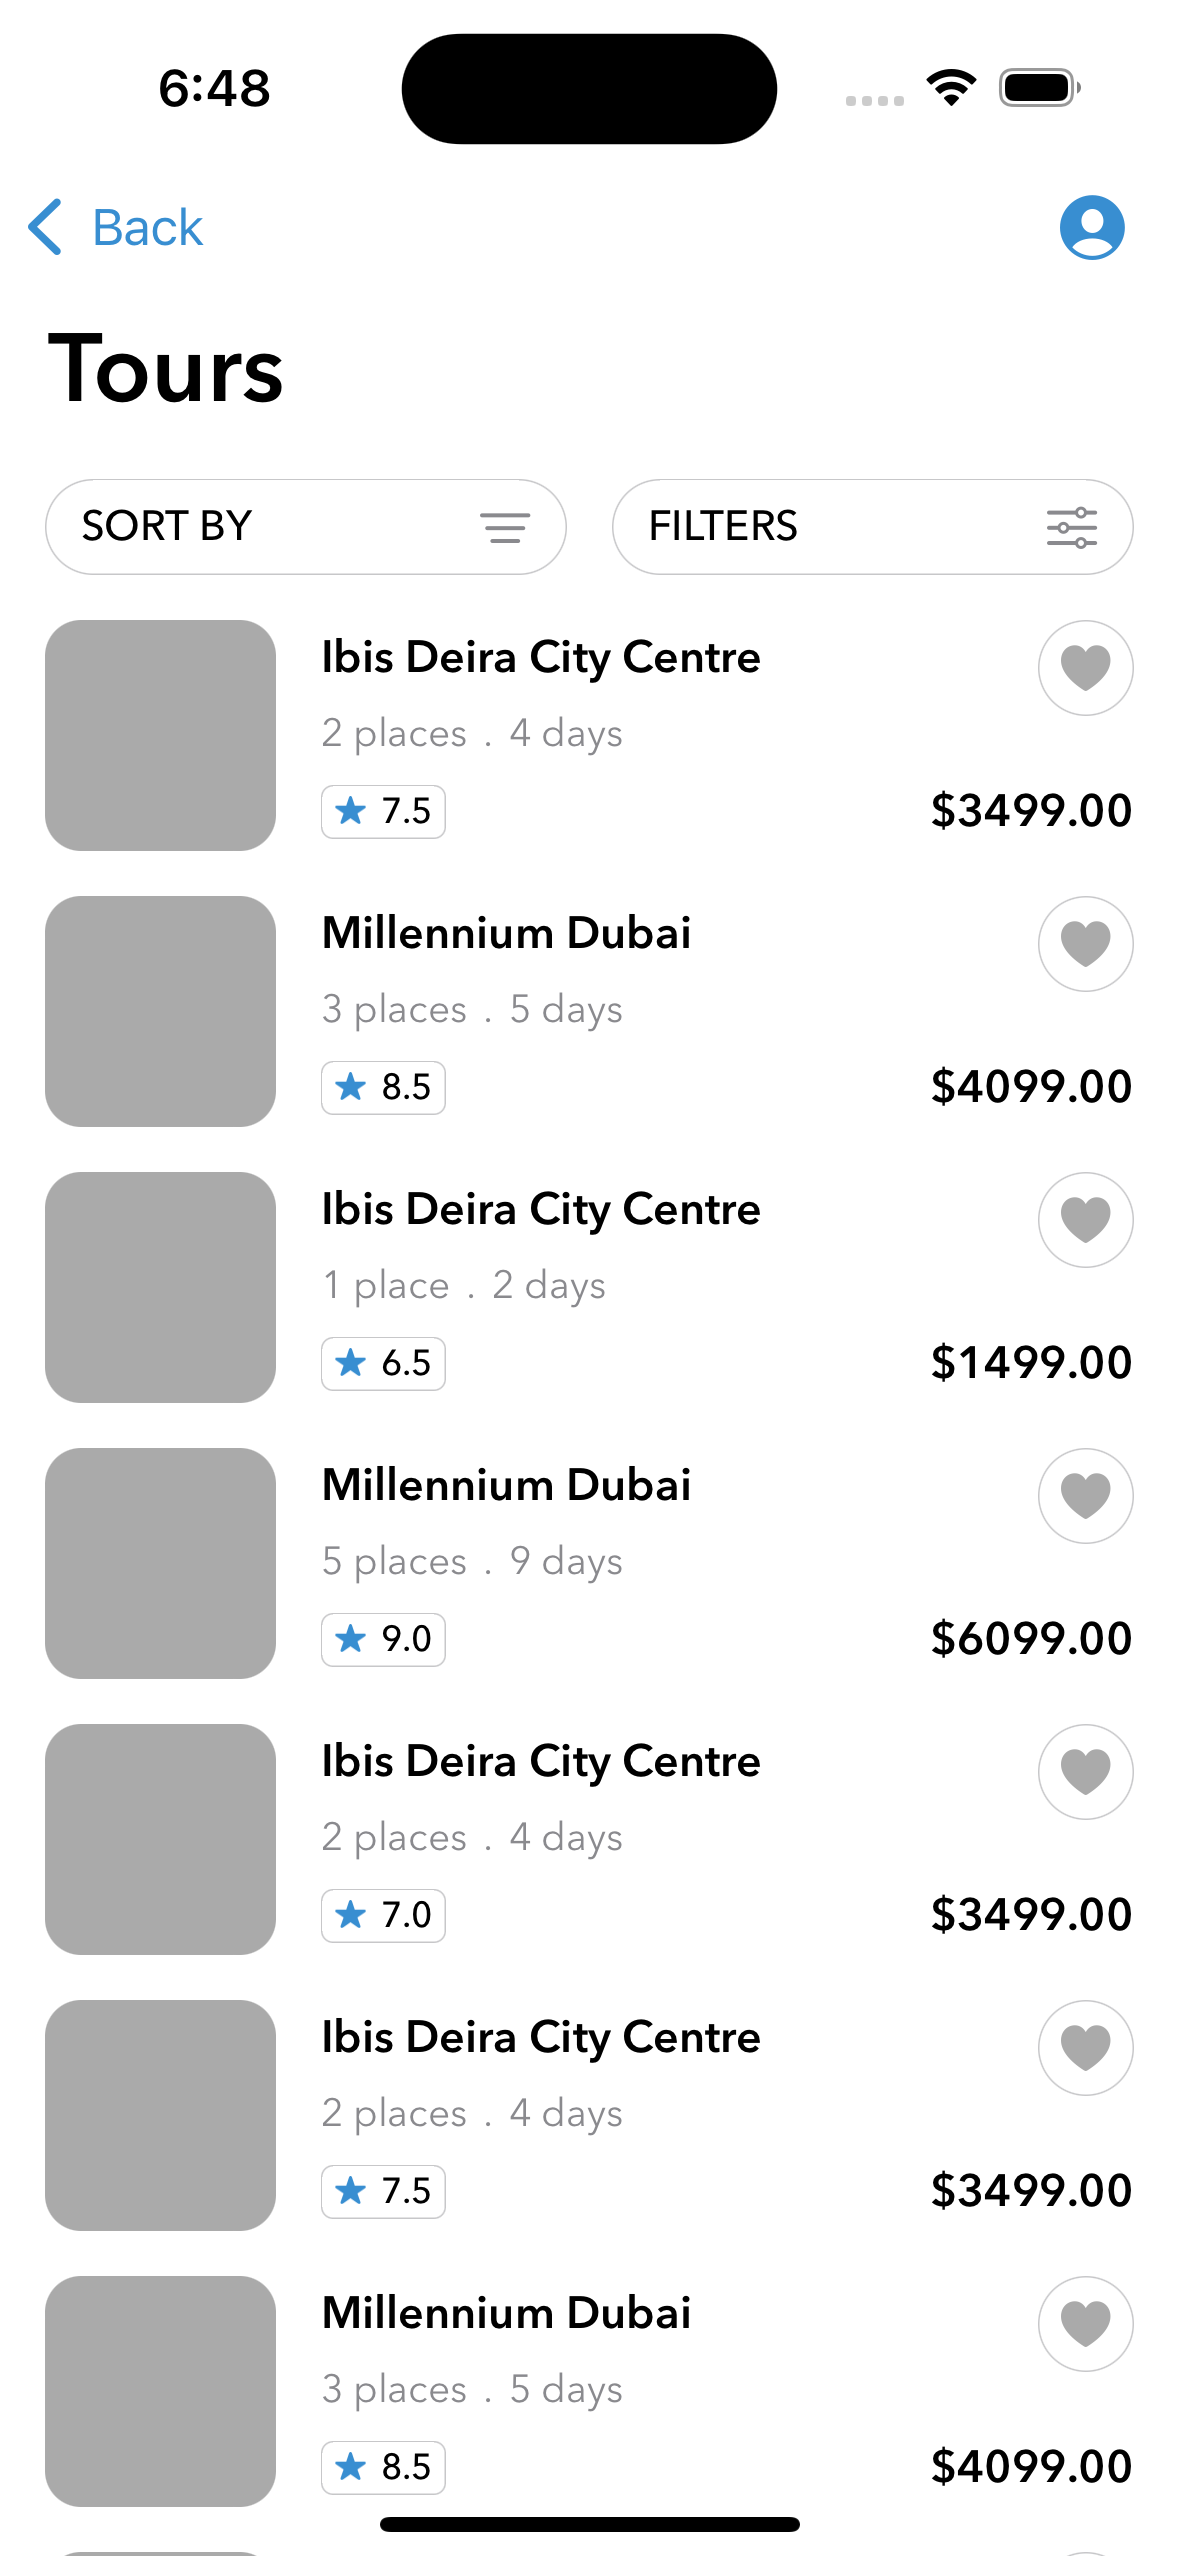 6:48
Back
Tours
SORT BY
FILTERS
Ibis Deira City Centre
2 places . 4 days
7.5
$3499.00
Millennium Dubai
3 places . 5 days
8.5
$4099.00
Ibis Deira City Centre
1 place . 2 days
6.5
$1499.00
Millennium Dubai
5 places . 9 days
9.0
$6099.00
Ibis Deira City Centre
2 places . 4 days
7.0
$3499.00
Ibis Deira City Centre
2 places . 4 days
7.5
$3499.00
Millennium Dubai
3 places . 5 days
8.5
$4099.00